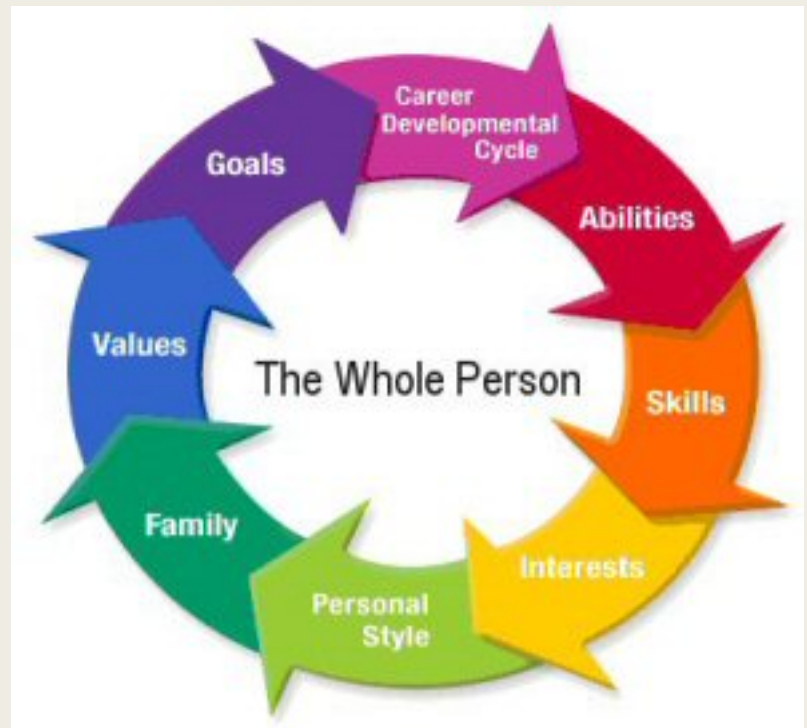 Career
Developmental
Cycle
Abilities
Skills
Interests
Personal
Style
Family
Values
Goals
The Whole Person